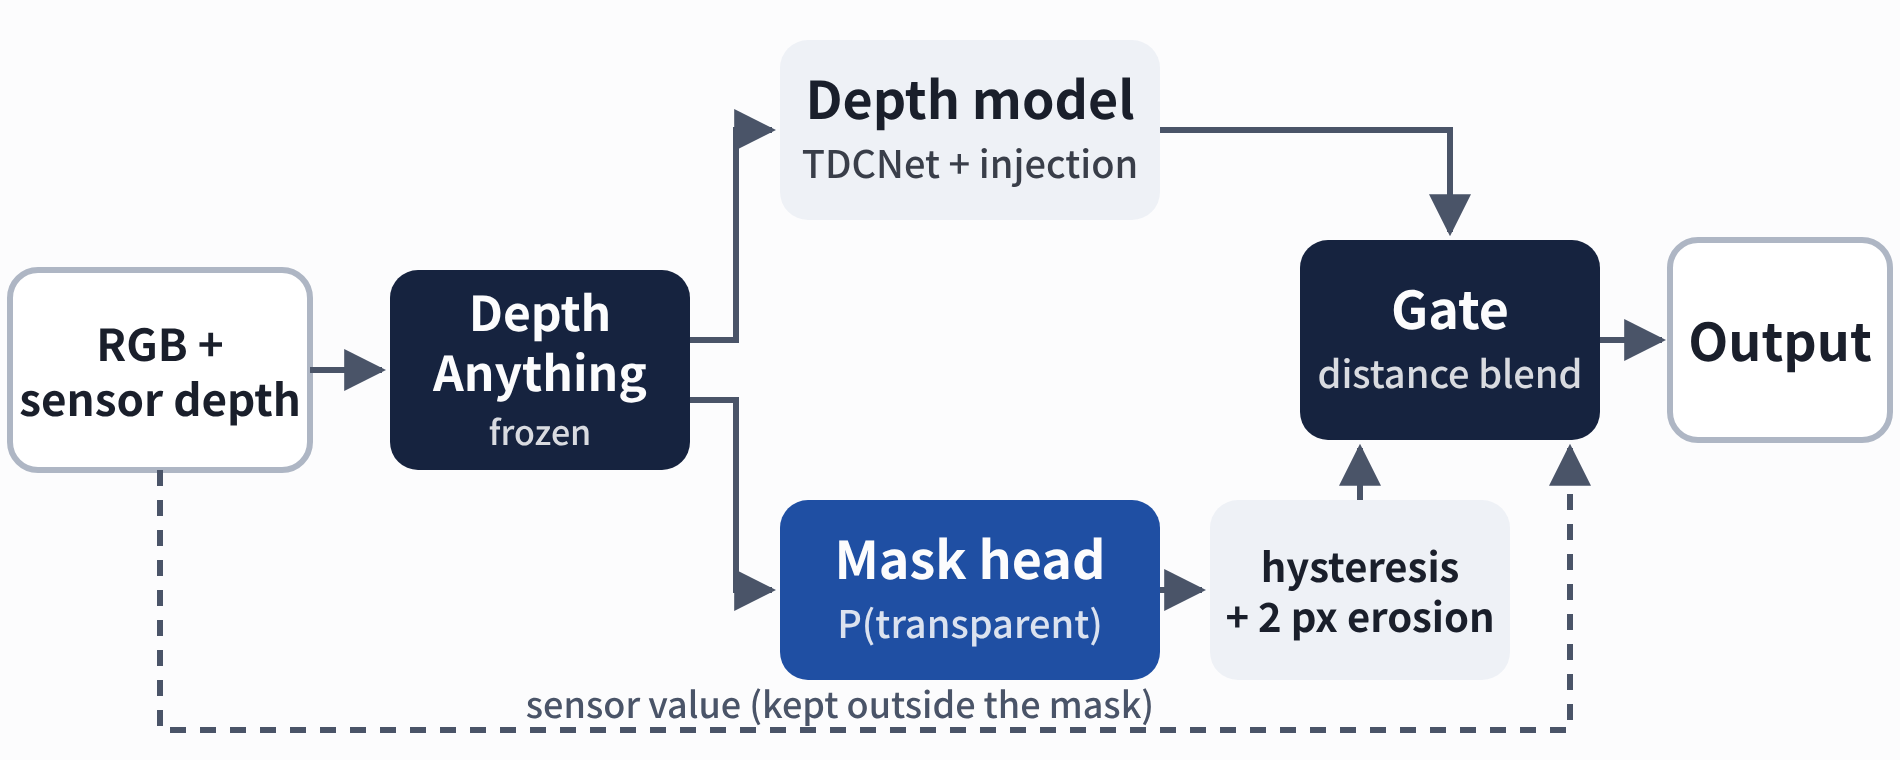 RGB +
sensor depth
Depth
Anything
frozen
Depth model
TDCNet + injection
Mask head
P(transparent)
hysteresis
+ 2 px erosion
Gate
distance blend
Output
sensor value (kept outside the mask)